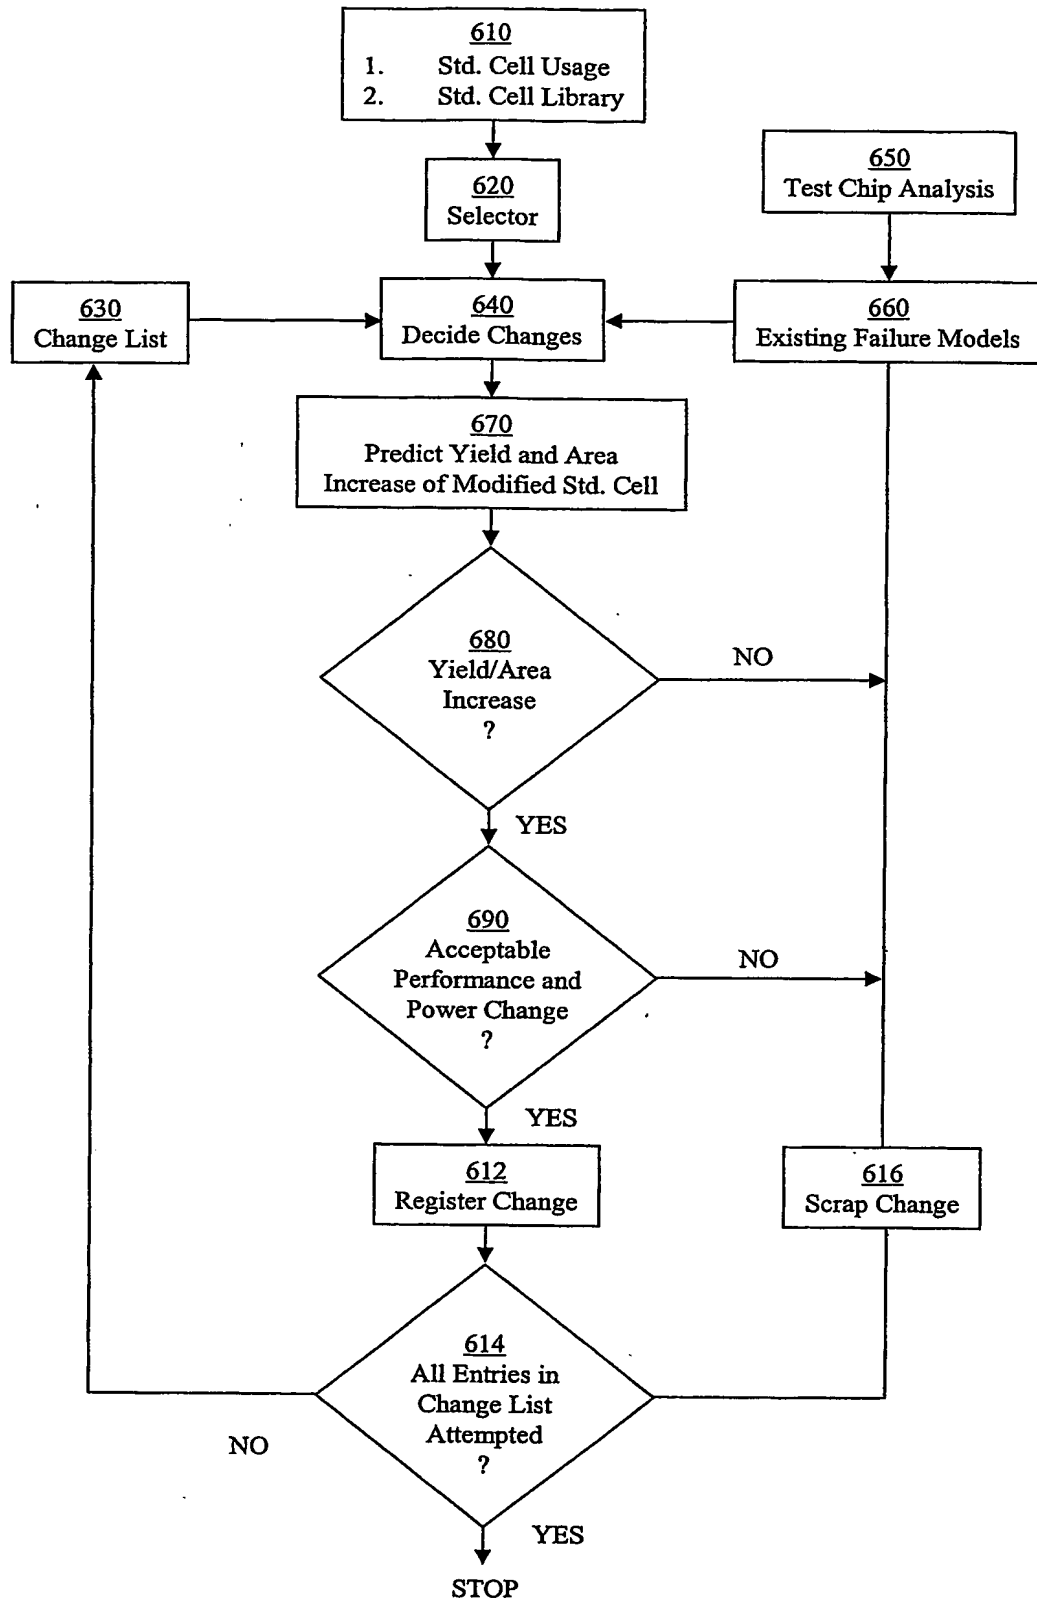 610
1. Std. Cell Usage
2. Std. Cell Library
650
Test Chip Analysis
620
Selector
630
Change List
640
Decide Changes
660
Existing Failure Models
670
Predict Yield and Area
Increase of Modified Std. Cell
680
Yield/Area
Increase
?
NO
YES
690
Acceptable
Performance and
Power Change
?
NO
YES
612
Register Change
616
Scrap Change
614
All Entries in
Change List
Attempted
?
NO
YES
STOP